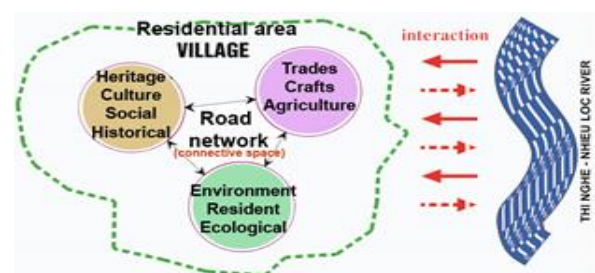 Residential area
VILLAGE
Heritage
Culture
Social
Historical
Trades
Crafts
Agriculture
Road
network
(connective space)
Environment
Resident
Ecological
interaction
THI NGHE - NHIEU LOC RIVER